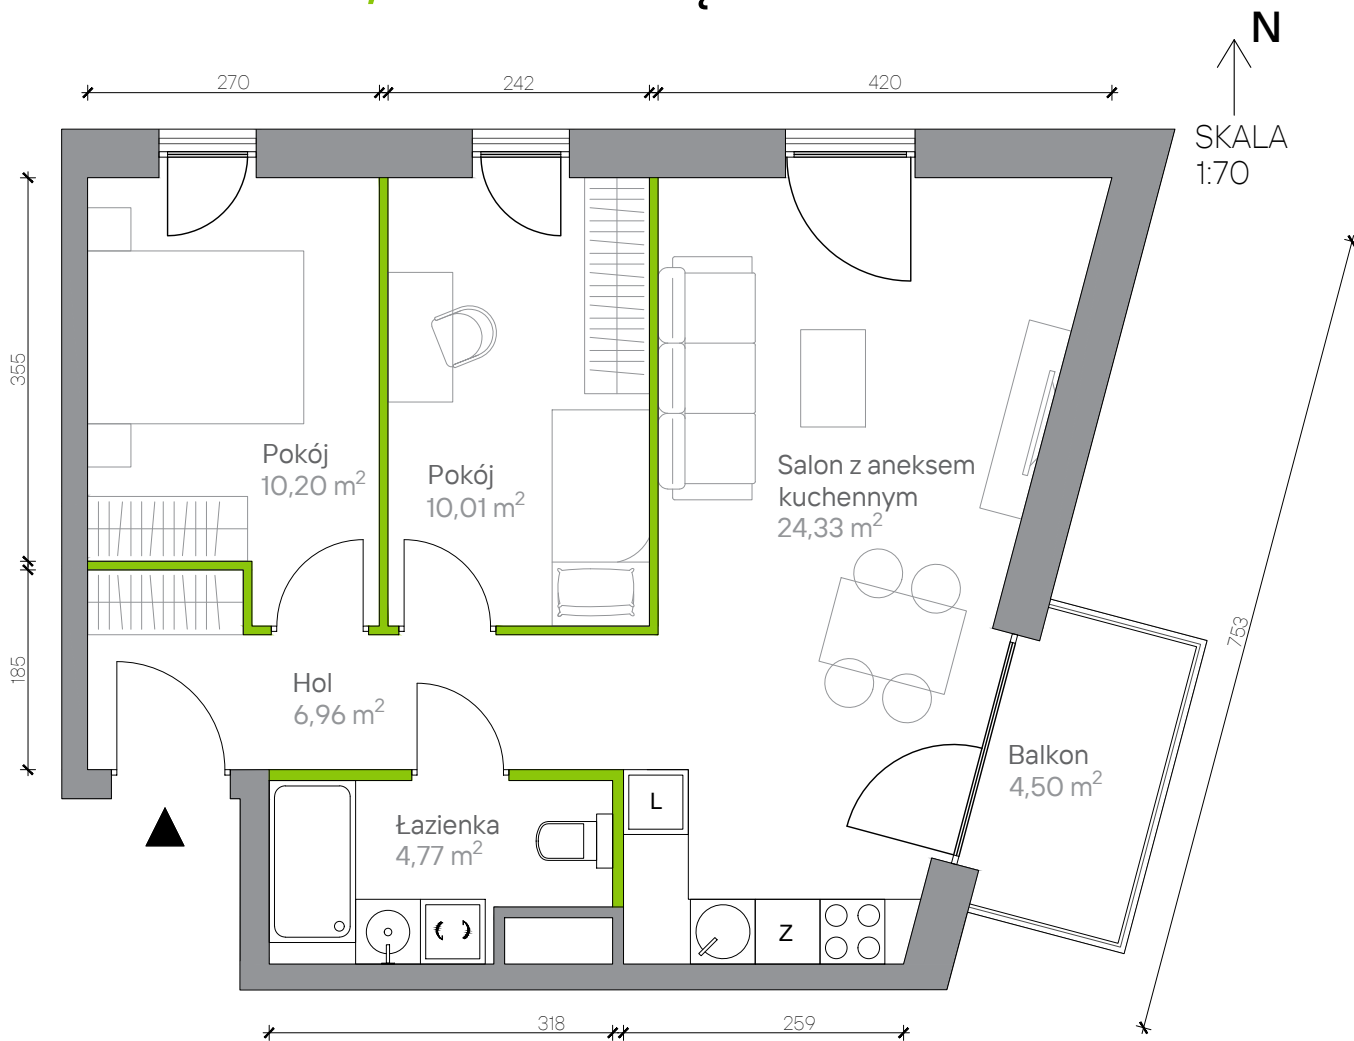 N
SKALA
1:70
270
242
420
355
185
753
Pokój
10,20 m²
Pokój
10,01 m²
Salon z aneksem
kuchennym
24,33 m²
Hol
6,96 m²
Balkon
4,50 m²
Łazienka
4,77 m²
L
Z
318
259